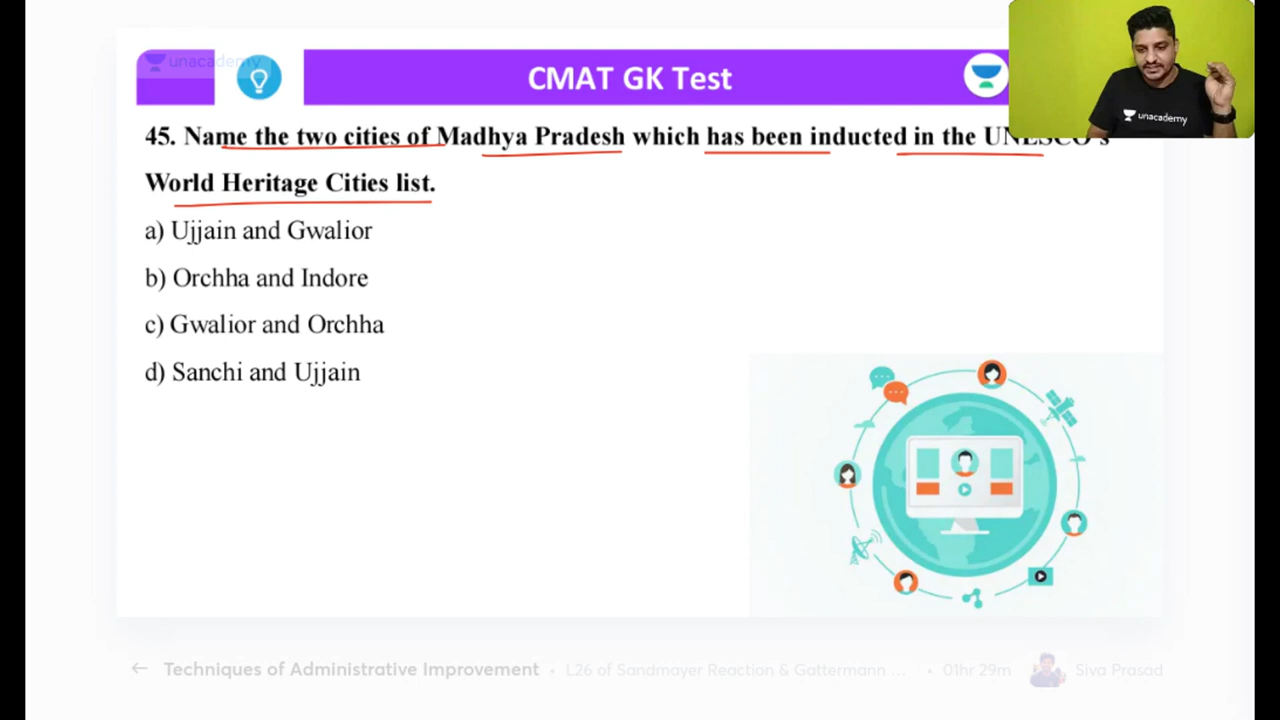 unacademy
CMAT GK Test
unacademy
45. Name the two cities of Madhya Pradesh which has been inducted in the UNESCO's
World Heritage Cities list.
a) Ujjain and Gwalior
b) Orchha and Indore
c) Gwalior and Orchha
d) Sanchi and Ujjain
Techniques of Administrative Improvement • L26 of Sandmayer Reaction & Gattermann ... • 01hr 29m Siva Prasad